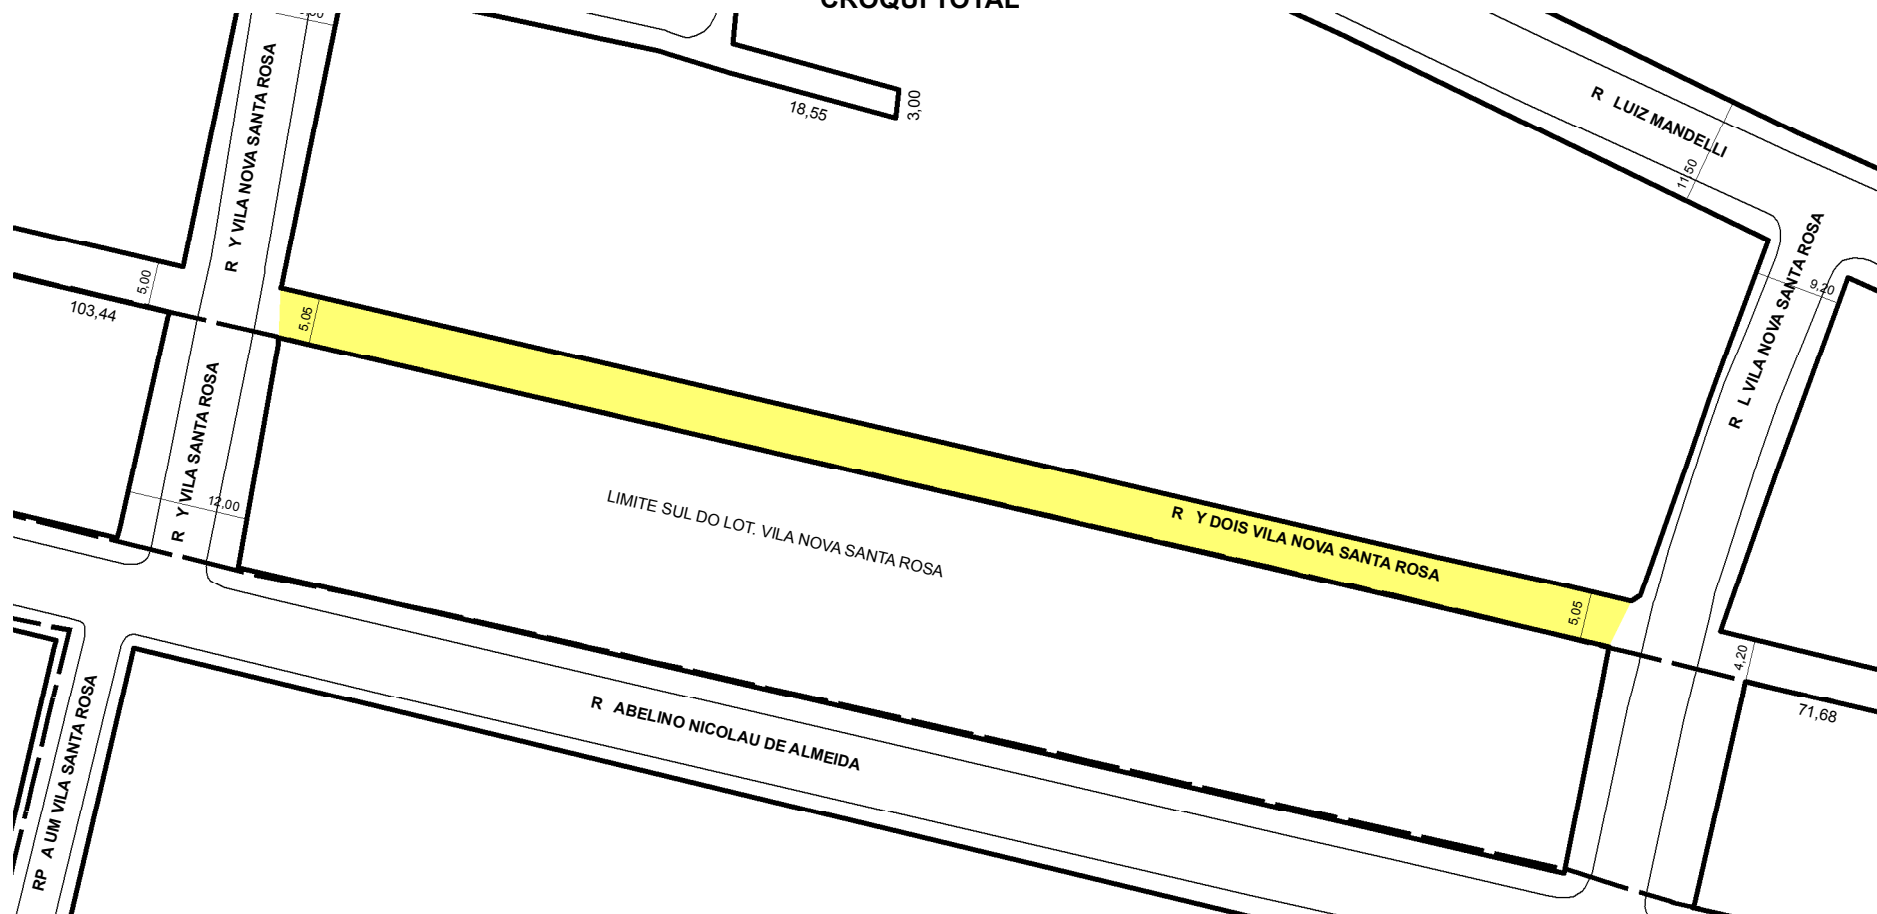 CROQUI TOTAL
18,55
3,00
R LUIZ MANDELLI
11,50
R Y VILA NOVA SANTA ROSA
5,00
103,44
5,05
9,20
R L VILA NOVA SANTA ROSA
R Y VILA SANTA ROSA
12,00
LIMITE SUL DO LOT. VILA NOVA SANTA ROSA
R Y DOIS VILA NOVA SANTA ROSA
5,05
4,20
71,68
R ABELINO NICOLAU DE ALMEIDA
RP A UM VILA SANTA ROSA